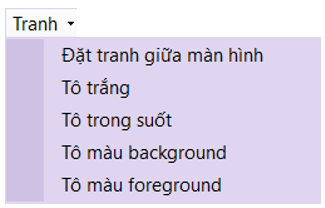 Tranh
Đặt tranh giữa màn hình
Tô trắng
Tô trong suốt
Tô màu background
Tô màu foreground